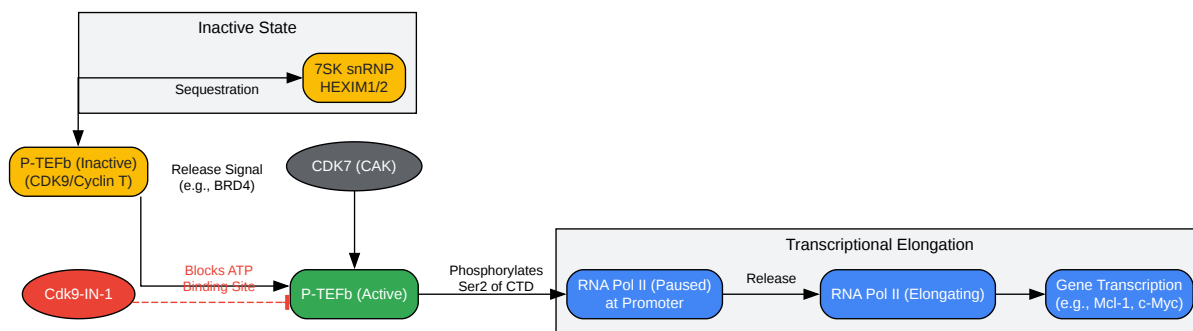 Inactive State
7SK snRNP
HEXIM1/2
Sequestration
P-TEFb (Inactive)
(CDK9/Cyclin T)
Release Signal
(e.g., BRD4)
CDK7 (CAK)
Transcriptional Elongation
Cdk9-IN-1
Blocks ATP
Binding Site
P-TEFb (Active)
Phosphorylates
Ser2 of CTD
RNA Pol II (Paused)
at Promoter
Release
RNA Pol II (Elongating)
Gene Transcription
(e.g., Mcl-1, c-Myc)